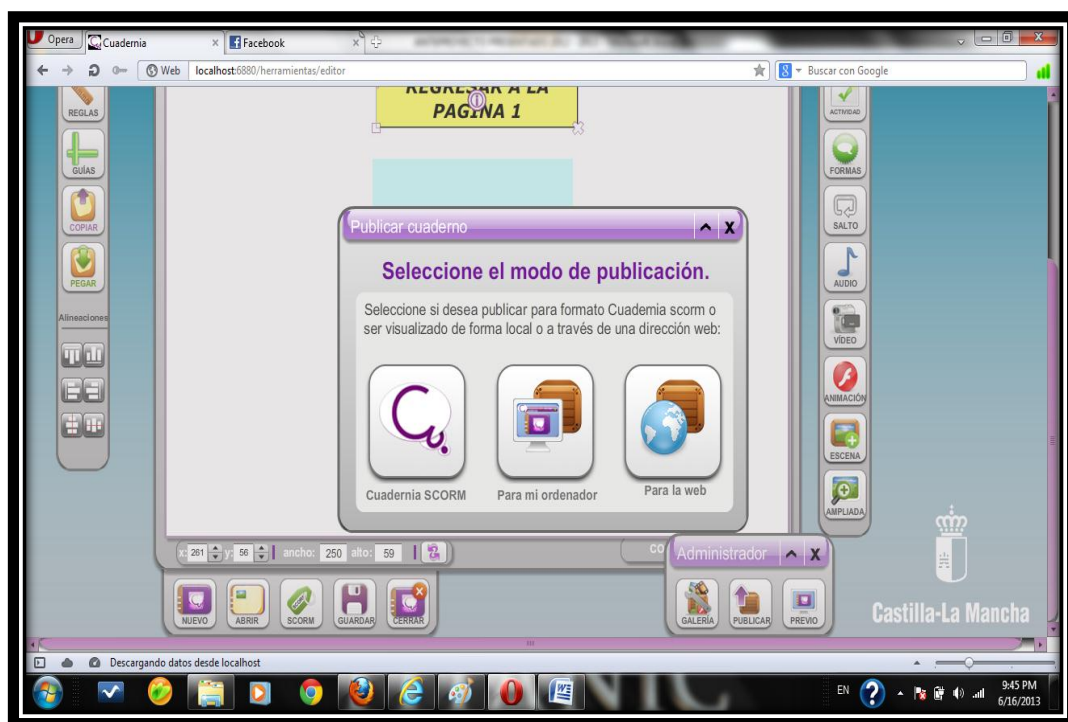 Opera
Cuadernia
Facebook
Web
localhost:6880/herramientas/editor
Buscar con Google
REGLAS
GUÍAS
COPIAR
PEGAR
Alineaciones
REGRESAR A LA
PAGINA 1
Publicar cuaderno
X
Seleccione el modo de publicación.
Seleccione si desea publicar para formato Cuadernia scorm o
ser visualizado de forma local o a través de una dirección web:
Cuadernia SCORM
Para mi ordenador
Para la web
ACTIVIDAD
FORMAS
SALTO
AUDIO
VÍDEO
ANIMACIÓN
ESCENA
AMPLIADA
x: 261 y: 56 ancho: 250 alto: 59
CO
Administrador
X
NUEVO
ABRIR
SCORM
GUARDAR
CERRAR
GALERÍA
PUBLICAR
PREVIO
Castilla-La Mancha
Descargando datos desde localhost
EN
9:45 PM
6/16/2013